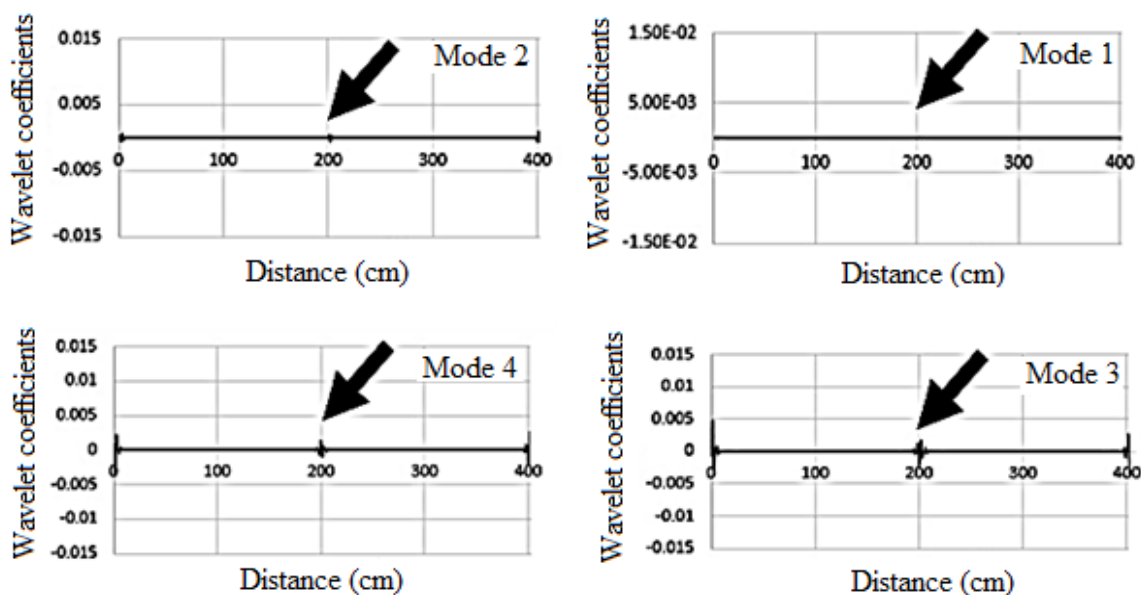 Wavelet coefficients
0.015
0.005
-0.005
-0.015
0
200
300
400
Mode 2
Distance (cm)
Wavelet coefficients
1.50E-02
5.00E-03
-5.00E-03
-1.50E-02
0
100
200
300
400
Mode 1
Distance (cm)
Wavelet coefficients
0.015
0.01
0.005
0
-0.005
-0.01
-0.015
0
100
200
300
400
Mode 4
Distance (cm)
Wavelet coefficients
0.015
0.01
0.005
0
-0.005
-0.01
-0.015
0
100
200
300
400
Mode 3
Distance (cm)